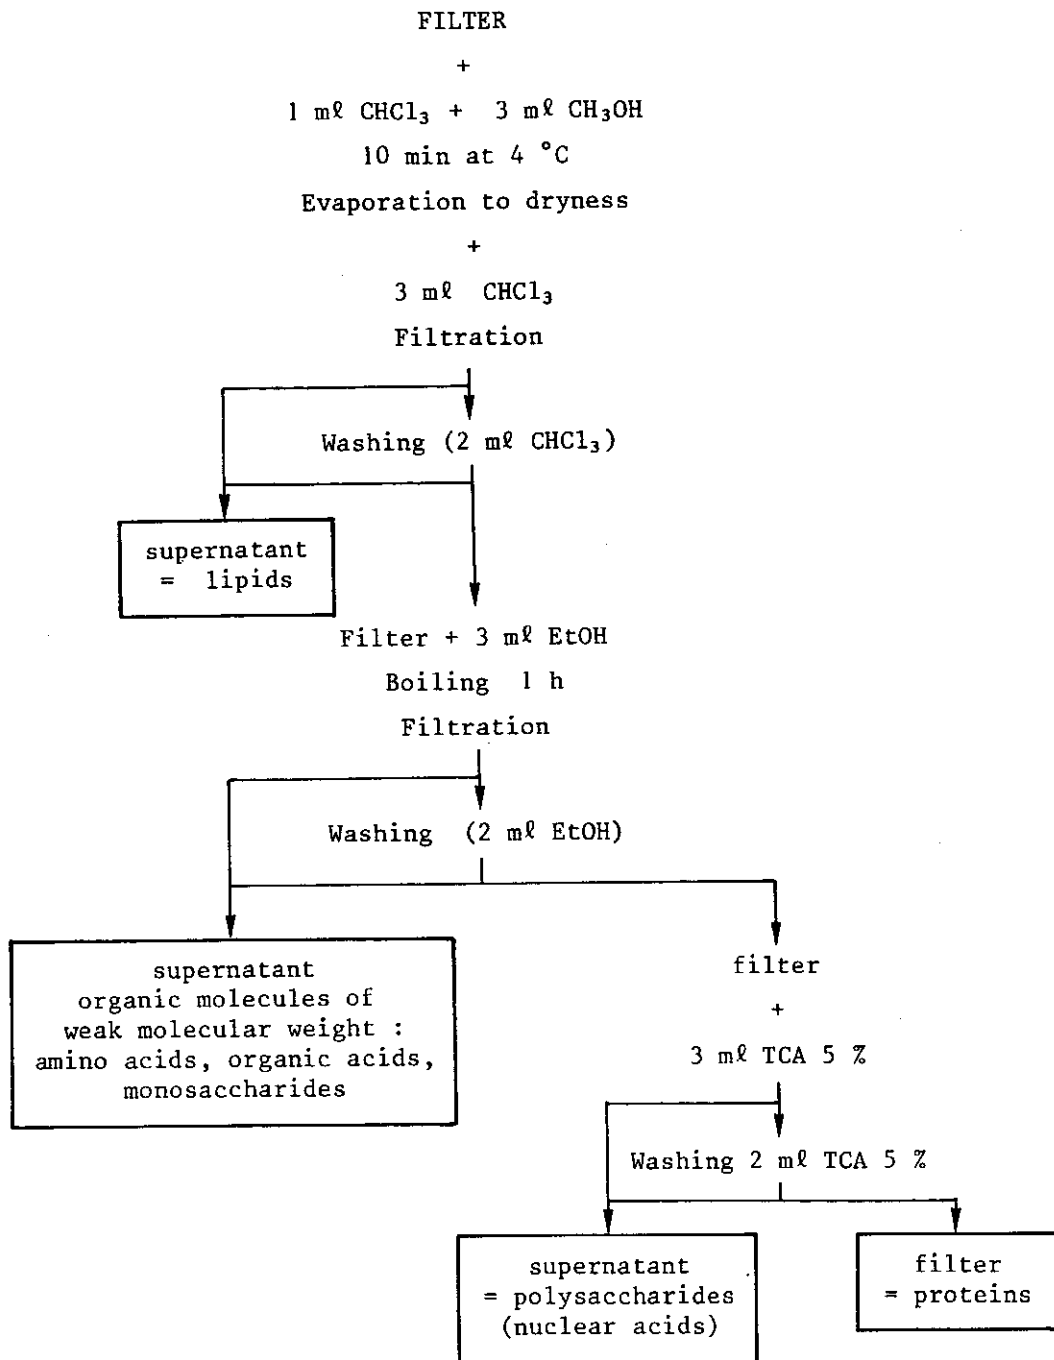 FILTER
+
1 mℓ CHCl₃ + 3 mℓ CH₃OH
10 min at 4 °C
Evaporation to dryness
+
3 mℓ CHCl₃
Filtration
Washing (2 mℓ CHCl₃)
supernatant
= lipids
Filter + 3 mℓ EtOH
Boiling 1 h
Filtration
Washing (2 mℓ EtOH)
supernatant
organic molecules of
weak molecular weight :
amino acids, organic acids,
monosaccharides
filter
+
3 mℓ TCA 5 %
Washing 2 mℓ TCA 5 %
supernatant
= polysaccharides
(nuclear acids)
filter
= proteins